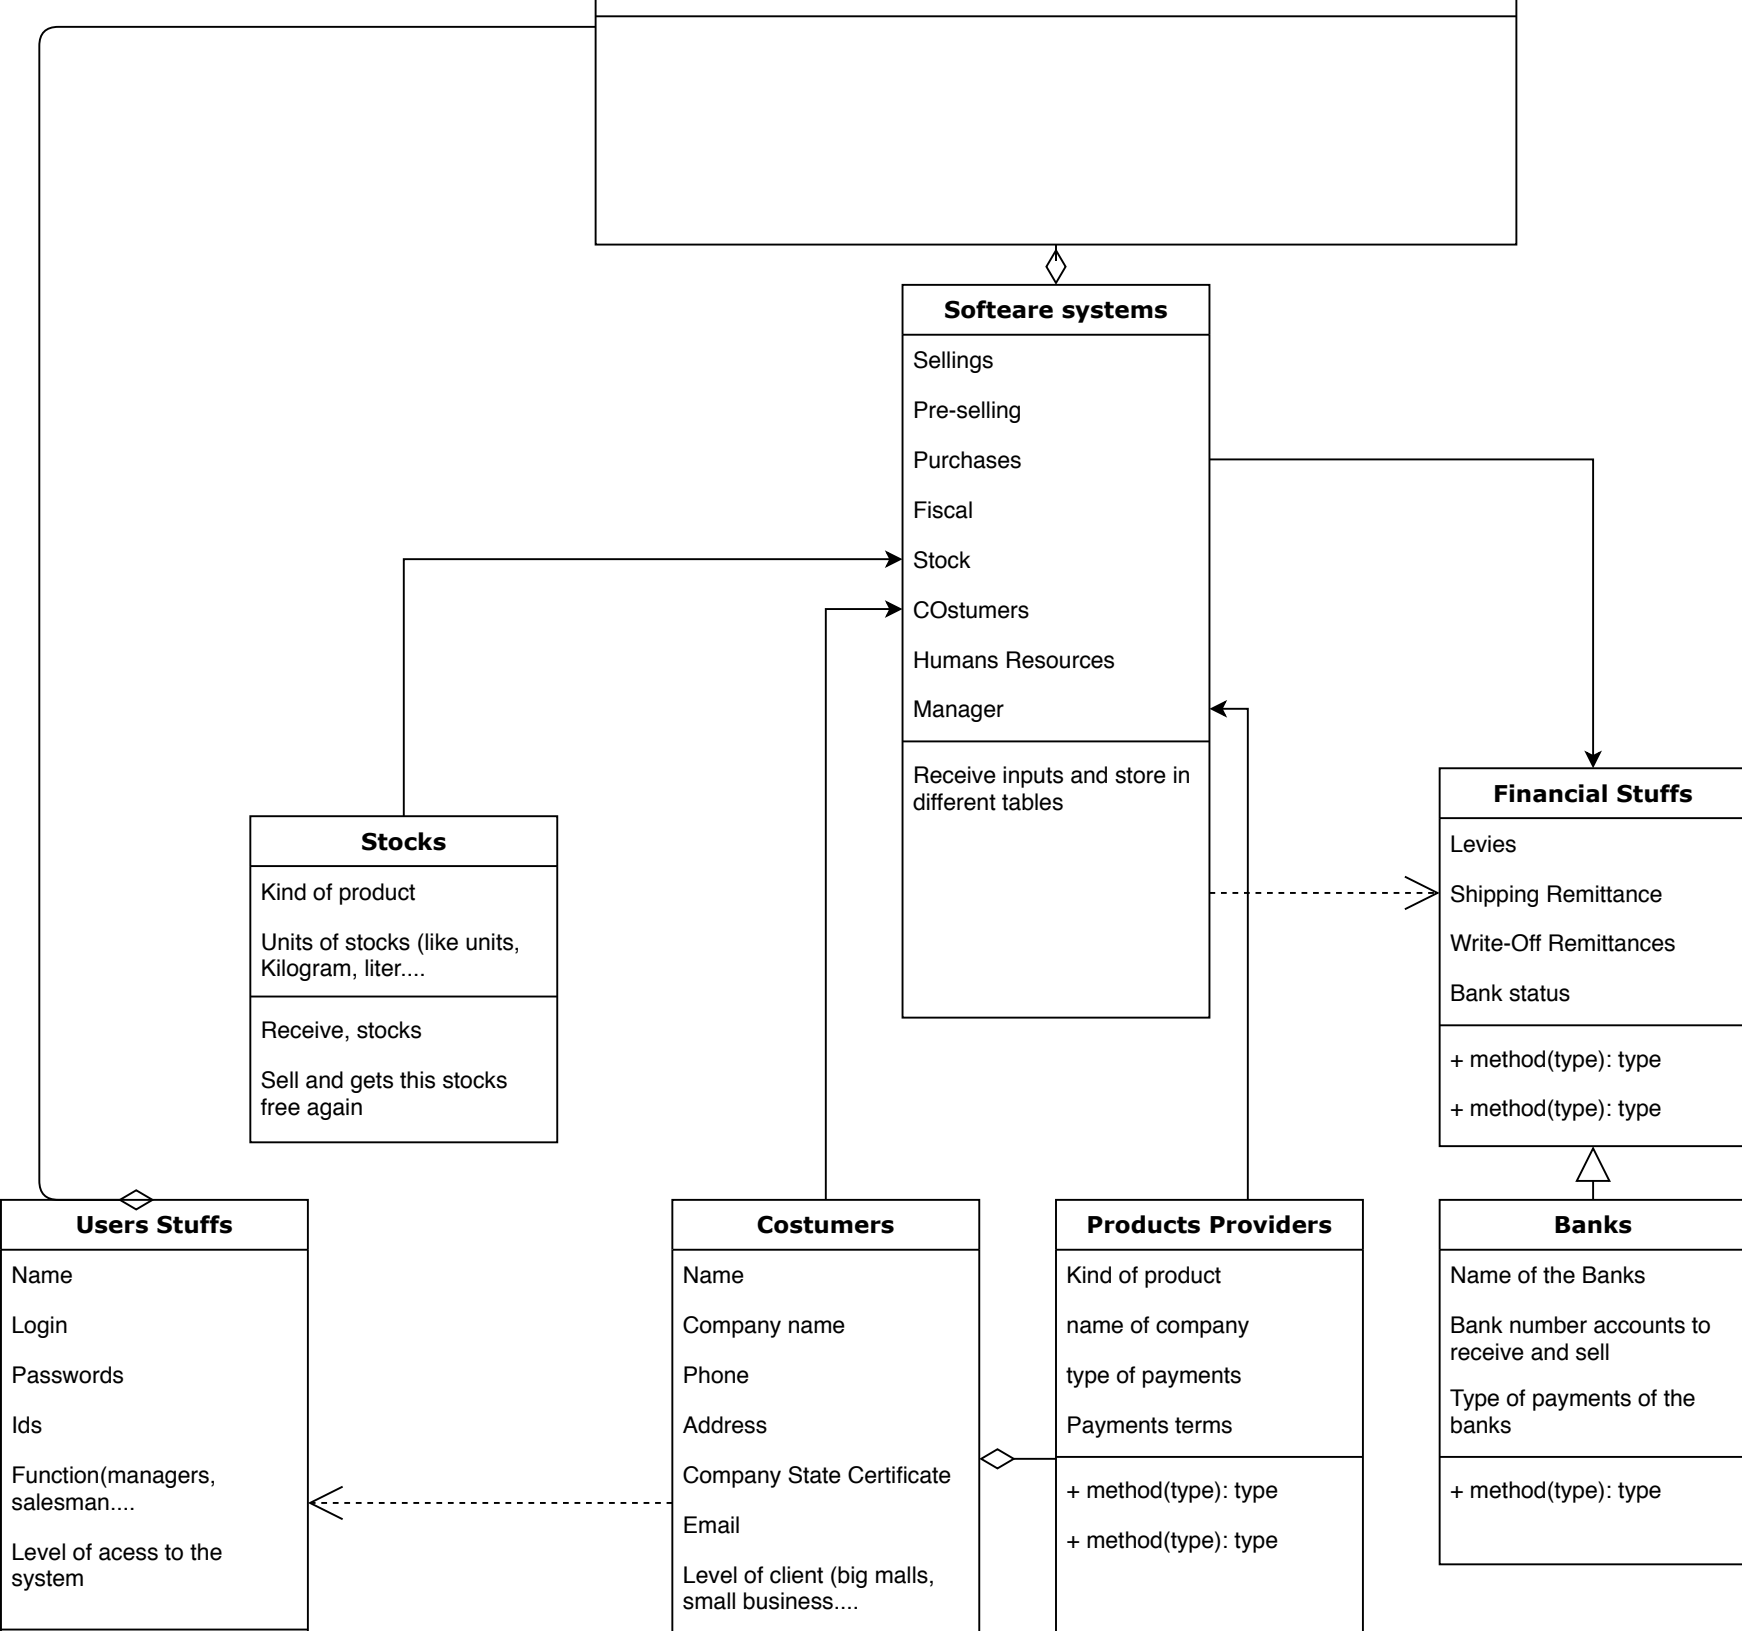 Softeare systems
Sellings
Pre-selling
Purchases
Fiscal
Stock
COstumers
Humans Resources
Manager
Receive inputs and store in
different tables
Financial Stuffs
Levies
Shipping Remittance
Write-Off Remittances
Bank status
+ method(type): type
+ method(type): type
Stocks
Kind of product
Units of stocks (like units,
Kilogram, liter....
Receive, stocks
Sell and gets this stocks
free again
Users Stuffs
Name
Login
Passwords
Ids
Function(managers,
salesman....
Level of acess to the
system
Costumers
Name
Company name
Phone
Address
Company State Certificate
Email
Level of client (big malls,
small business....
Products Providers
Kind of product
name of company
type of payments
Payments terms
+ method(type): type
+ method(type): type
Banks
Name of the Banks
Bank number accounts to
receive and sell
Type of payments of the
banks
+ method(type): type